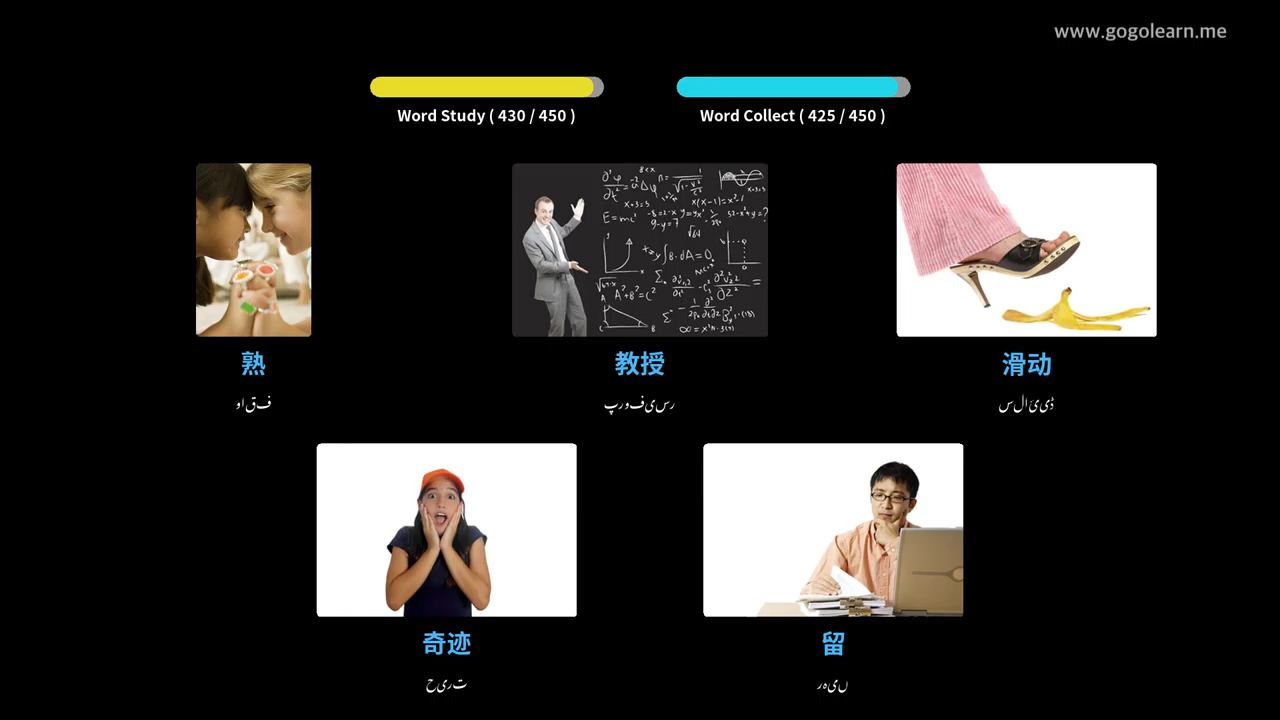 www.gogolearn.me
Word Study ( 430 / 450 )
Word Collect ( 425 / 450 )
熟
教授
滑动
واقف
پروفیسر
سلائیڈ
奇迹
留
حیرت
رہیں